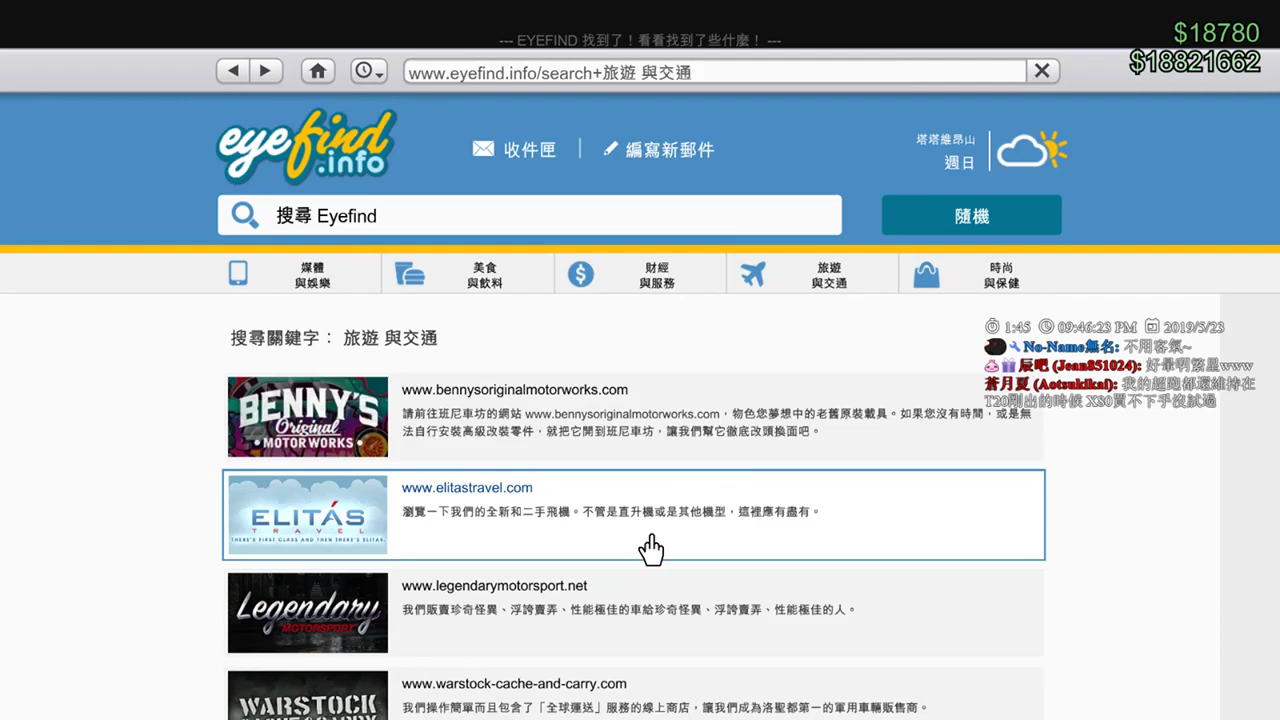 --- EYEFIND 找到了！看看找到了些什麼！ ---
$18780
$18821662
www.eyefind.info/search+旅遊 與交通
eyefind
.info
收件匣
編寫新郵件
塔塔維昂山
週日
搜尋 Eyefind
隨機
媒體
與娛樂
美食
與飲料
財經
與服務
旅遊
與交通
時尚
與保健
搜尋關鍵字： 旅遊 與交通
1:45 09:46:23 PM 2019/5/23
No-Name無名: 不用客氣~
辰吧 (Jean851024): 好暈啊繁星www
蒼月夏 (Aotsukikai): 我的超跑都還維持在
T20剛出的時候 X80買不下手沒試過
BENNY'S
Original
MOTOR WORKS
www.bennysoriginalmotorworks.com
請前往班尼車坊的網站 www.bennysoriginalmotorworks.com，物色您夢想中的老舊原裝載具。如果您沒有時間，或是無
法自行安裝高級改裝零件，就把它開到班尼車坊，讓我們幫它徹底改頭換面吧。
ELITÁS
TRAVEL
THERE'S FIRST CLASS AND THEN THERE'S ELITÁS
www.elitastravel.com
瀏覽一下我們的全新和二手飛機。不管是直升機或是其他機型，這裡應有盡有。
Legendary
MOTORSPORT
www.legendarymotorsport.net
我們販賣珍奇怪異、浮誇賣弄、性能極佳的車給珍奇怪異、浮誇賣弄、性能極佳的人。
WARSTOCK
www.warstock-cache-and-carry.com
我們操作簡單而且包含了「全球運送」服務的線上商店，讓我們成為洛聖都第一的軍用車輛販售商。